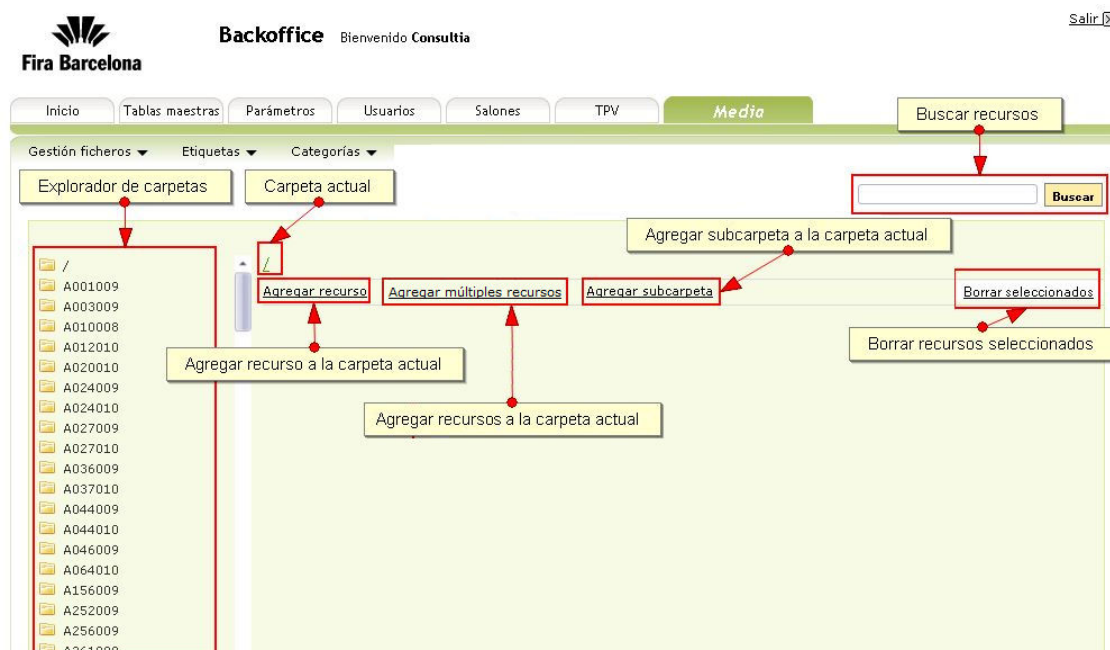 Salir
Backoffice Bienvenido Consultia
Fira Barcelona
Inicio Tablas maestras Parámetros Usuarios Salones TPV Media
Buscar recursos
Gestión ficheros Etiquetas Categorías
Explorador de carpetas Carpeta actual
Buscar
Agregar subcarpeta a la carpeta actual
/ /
A001009 Agregar recurso Agregar múltiples recursos Agregar subcarpeta Borrar seleccionados
A003009
A010008
A012010 Borrar recursos seleccionados
A020010 Agregar recurso a la carpeta actual
A024009
A024010
A027009 Agregar recursos a la carpeta actual
A027010
A036009
A037010
A044009
A044010
A046009
A064010
A156009
A252009
A256009